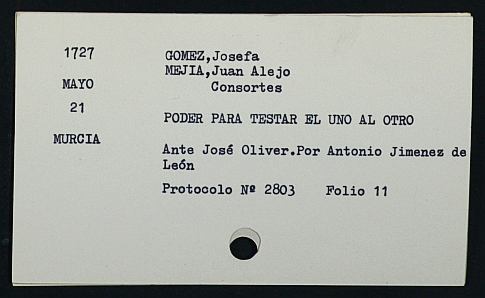 1727
MAYO
21
MURCIA
GOMEZ,Josefa
MEJIA,Juan Alejo
Consortes
PODER PARA TESTAR EL UNO AL OTRO
Ante José Oliver.Por Antonio Jimenez de
León
Protocolo Nº 2803 Folio 11